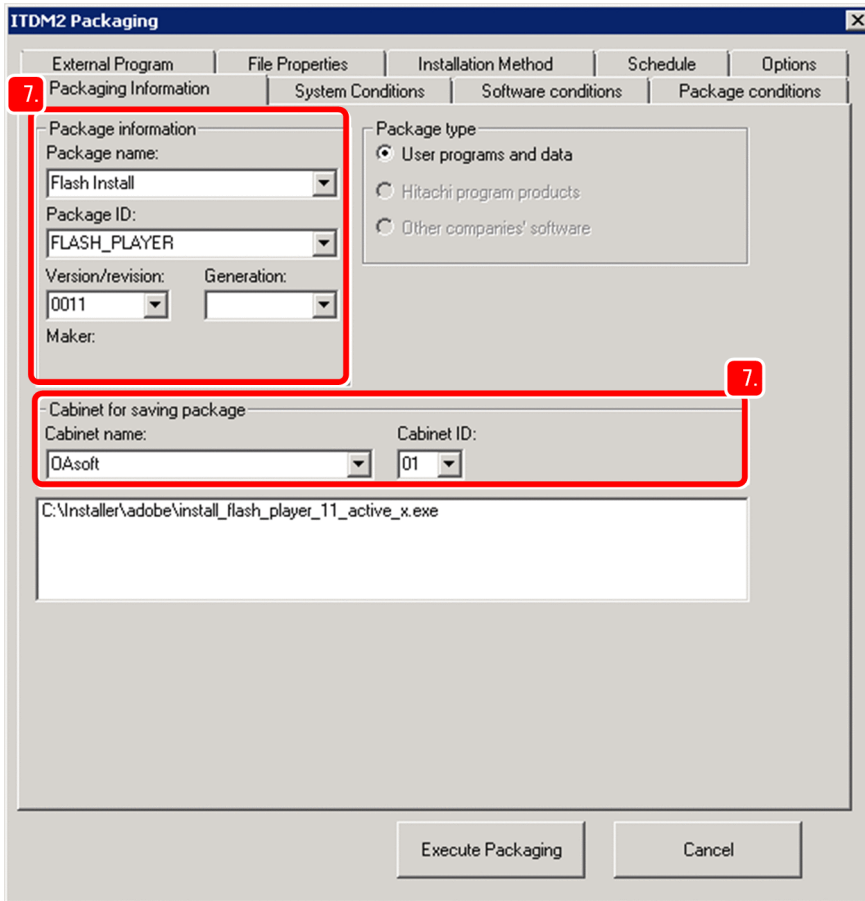 ITDM2 Packaging
External Program File Properties Installation Method Schedule Options
7.
Packaging Information System Conditions Software conditions Package conditions
Package information
Package name:
Flash Install
Package ID:
FLASH_PLAYER
Version/revision: Generation:
0011
Maker:
Package type
User programs and data
Hitachi program products
Other companies' software
7.
Cabinet for saving package
Cabinet name: Cabinet ID:
OAsoft 01
C:\Installer\adobe\install_flash_player_11_active_x.exe
Execute Packaging Cancel